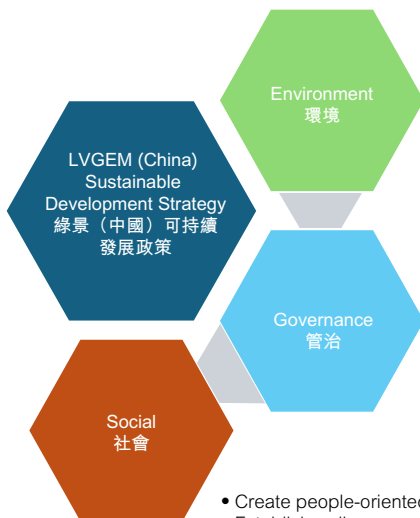 Environment
環境
LVGEM (China)
Sustainable
Development Strategy
綠景（中國）可持續
發展政策
Governance
管治
Social
社會
• Create people-oriented